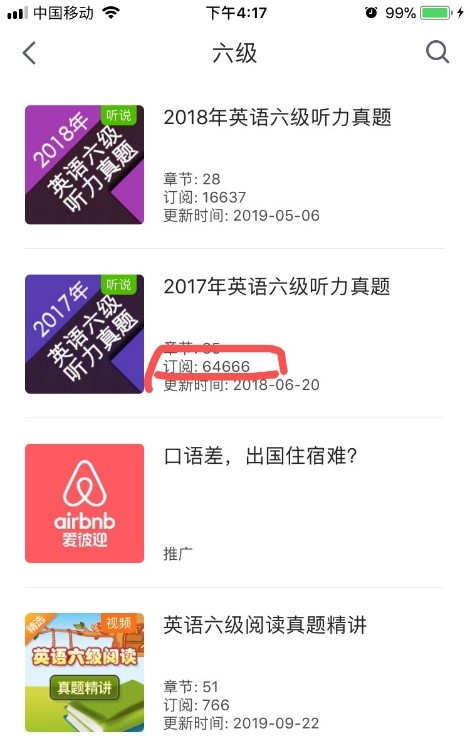 中国移动
下午4:17
99%
六级
2018年
英语六级
听力真题
听说
2018年英语六级听力真题
章节: 28
订阅: 16637
更新时间: 2019-05-06
2017年
英语六级
听力真题
听说
2017年英语六级听力真题
订阅: 64666
更新时间: 2018-06-20
airbnb
爱彼迎
口语差，出国住宿难？
推广
精选
视频
英语六级阅读
真题精讲
英语六级阅读真题精讲
章节: 51
订阅: 766
更新时间: 2019-09-22